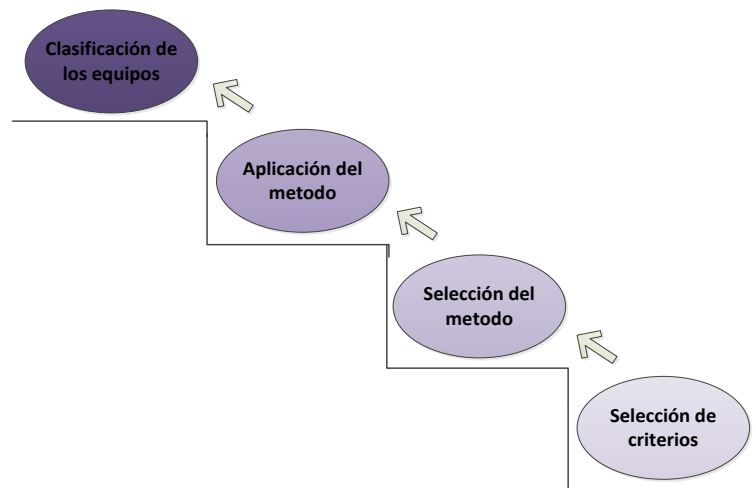 Clasificación de
los equipos
Aplicación del
metodo
Selección del
metodo
Selección de
criterios